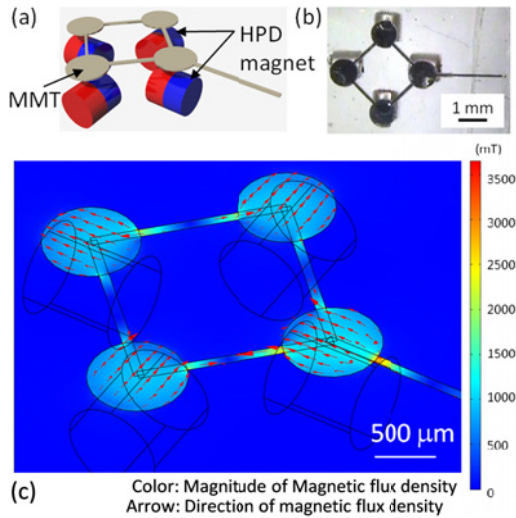 (a)
HPD
magnet
MMT
(b)
1 mm
(mT)
3500
3000
2500
2000
1500
1000
500
0
500 μm
(c)
Color: Magnitude of Magnetic flux density
Arrow: Direction of magnetic flux density